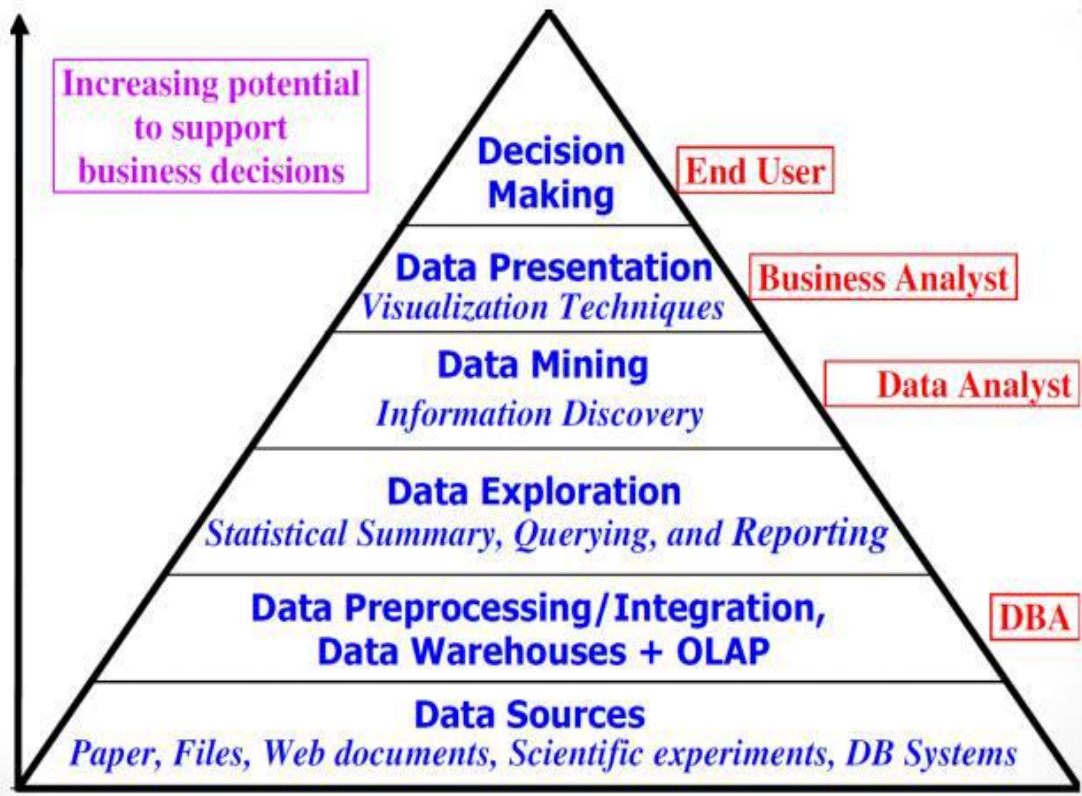 Increasing potential
to support
business decisions
Decision
Making
End User
Data Presentation
Visualization Techniques
Business Analyst
Data Mining
Information Discovery
Data Analyst
Data Exploration
Statistical Summary, Querying, and Reporting
Data Preprocessing/Integration,
Data Warehouses + OLAP
DBA
Data Sources
Paper, Files, Web documents, Scientific experiments, DB Systems